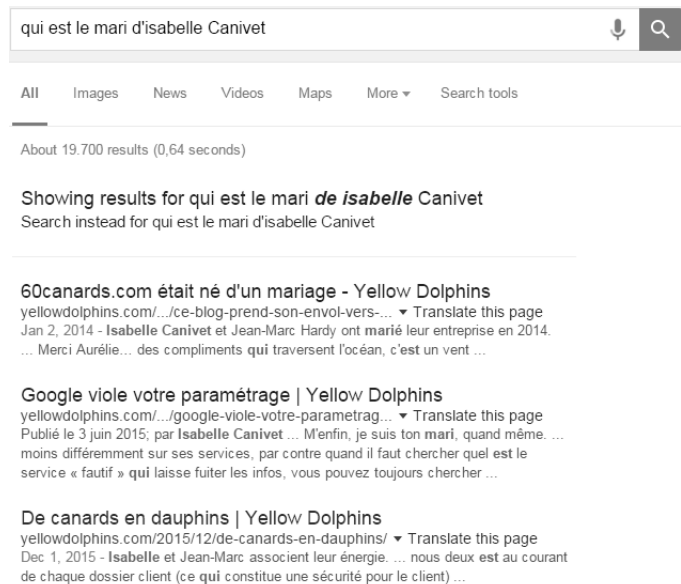 qui est le mari d'isabelle Canivet
All Images News Videos Maps More Search tools
About 19.700 results (0,64 seconds)
Showing results for qui est le mari de isabelle Canivet
Search instead for qui est le mari d'isabelle Canivet
60canards.com était né d'un mariage - Yellow Dolphins
yellowdolphins.com/.../ce-blog-prend-son-envol-vers-... Translate this page
Jan 2, 2014 - Isabelle Canivet et Jean-Marc Hardy ont marié leur entreprise en 2014.
... Merci Aurélie... des compliments qui traversent l'océan, c'est un vent ...
Google viole votre paramétrage | Yellow Dolphins
yellowdolphins.com/.../google-viole-votre-parametrag... Translate this page
Publié le 3 juin 2015; par Isabelle Canivet ... M'enfin, je suis ton mari, quand même. ...
moins différemment sur ses services, par contre quand il faut chercher quel est le
service « fautif » qui laisse fuiter les infos, vous pouvez toujours chercher ...
De canards en dauphins | Yellow Dolphins
yellowdolphins.com/2015/12/de-canards-en-dauphins/ Translate this page
Dec 1, 2015 - Isabelle et Jean-Marc associent leur énergie. ... nous deux est au courant
de chaque dossier client (ce qui constitue une sécurité pour le client) ...